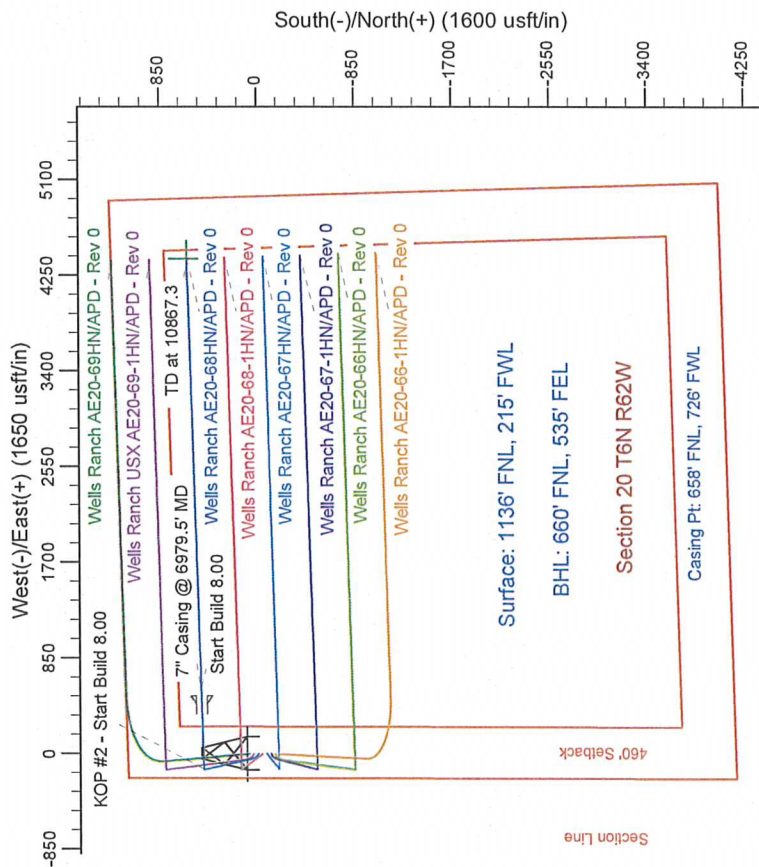 West(-)/East(+) (1650 usft/in)
-850
0
850
1700
2550
3400
4250
5100
South(-)/North(+) (1600 usft/in)
850
0
-850
-1700
-2550
-3400
-4250
KOP #2 - Start Build 8.00
7" Casing @ 6979.5' MD
Start Build 8.00
TD at 10867.3
Wells Ranch AE20-69HN/APD - Rev 0
Wells Ranch USX AE20-69-1HN/APD - Rev 0
Wells Ranch AE20-68HN/APD - Rev 0
Wells Ranch AE20-68-1HN/APD - Rev 0
Wells Ranch AE20-67HN/APD - Rev 0
Wells Ranch AE20-67-1HN/APD - Rev 0
Wells Ranch AE20-66HN/APD - Rev 0
Wells Ranch AE20-66-1HN/APD - Rev 0
Surface: 1136' FNL, 215' FWL
BHL: 660' FNL, 535' FEL
Section 20 T6N R62W
Casing Pt: 658' FNL, 726' FWL
460' Setback
Section Line